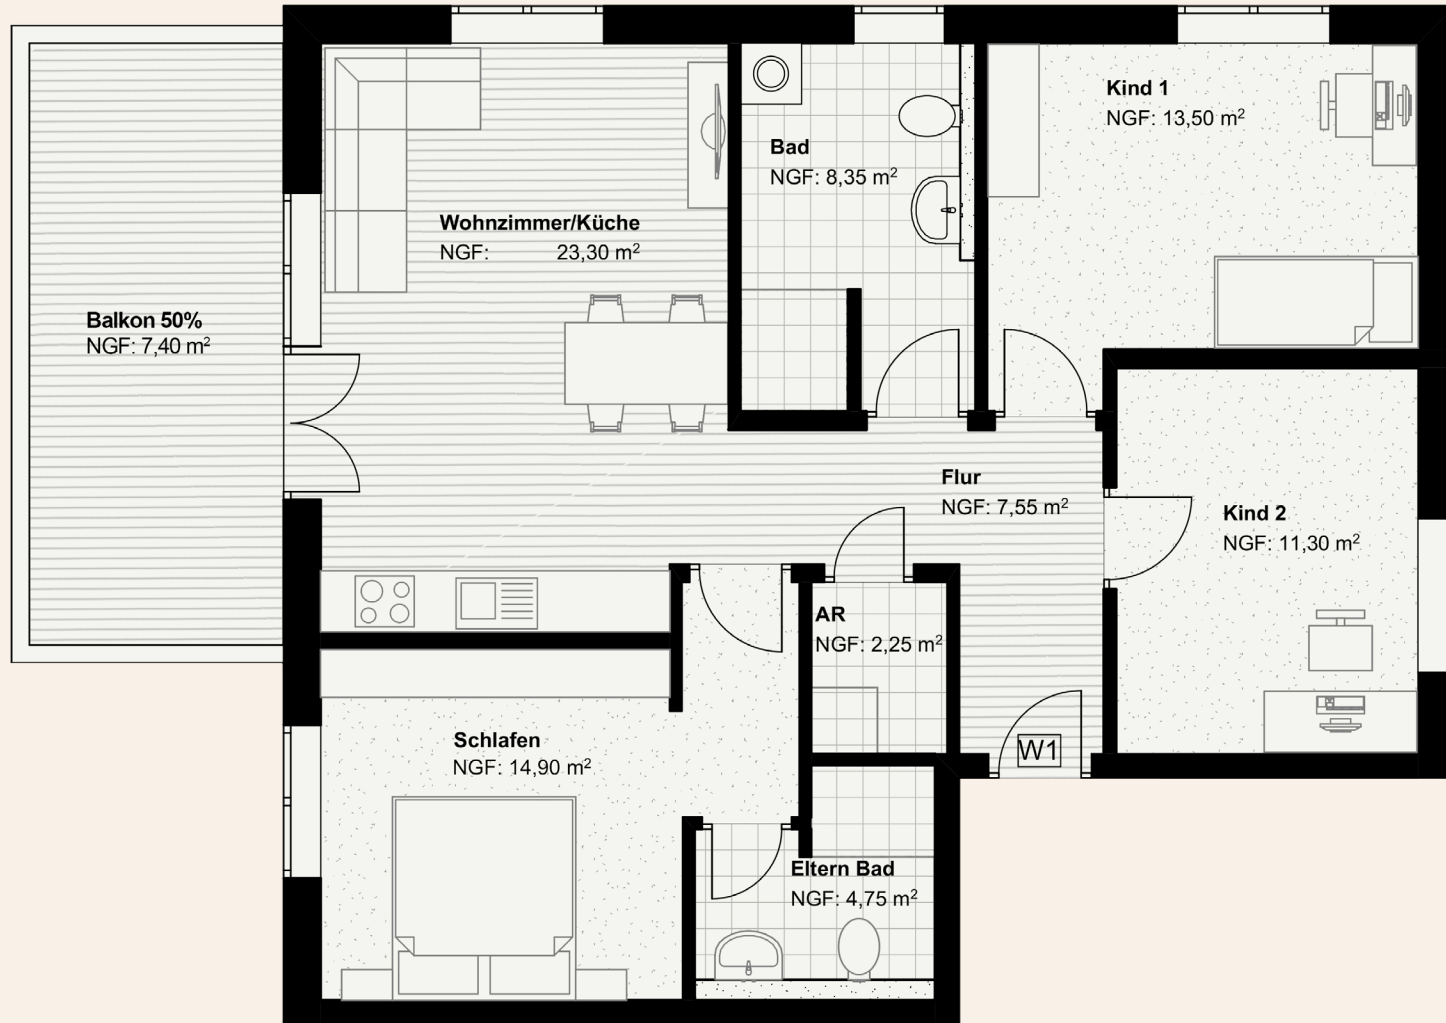 Kind 1
NGF: 13,50 m²
Bad
NGF: 8,35 m²
Wohnzimmer/Küche
NGF: 23,30 m²
Balkon 50%
NGF: 7,40 m²
Flur
NGF: 7,55 m²
Kind 2
NGF: 11,30 m²
AR
NGF: 2,25 m²
Schlafen
NGF: 14,90 m²
W1
Eltern Bad
NGF: 4,75 m²